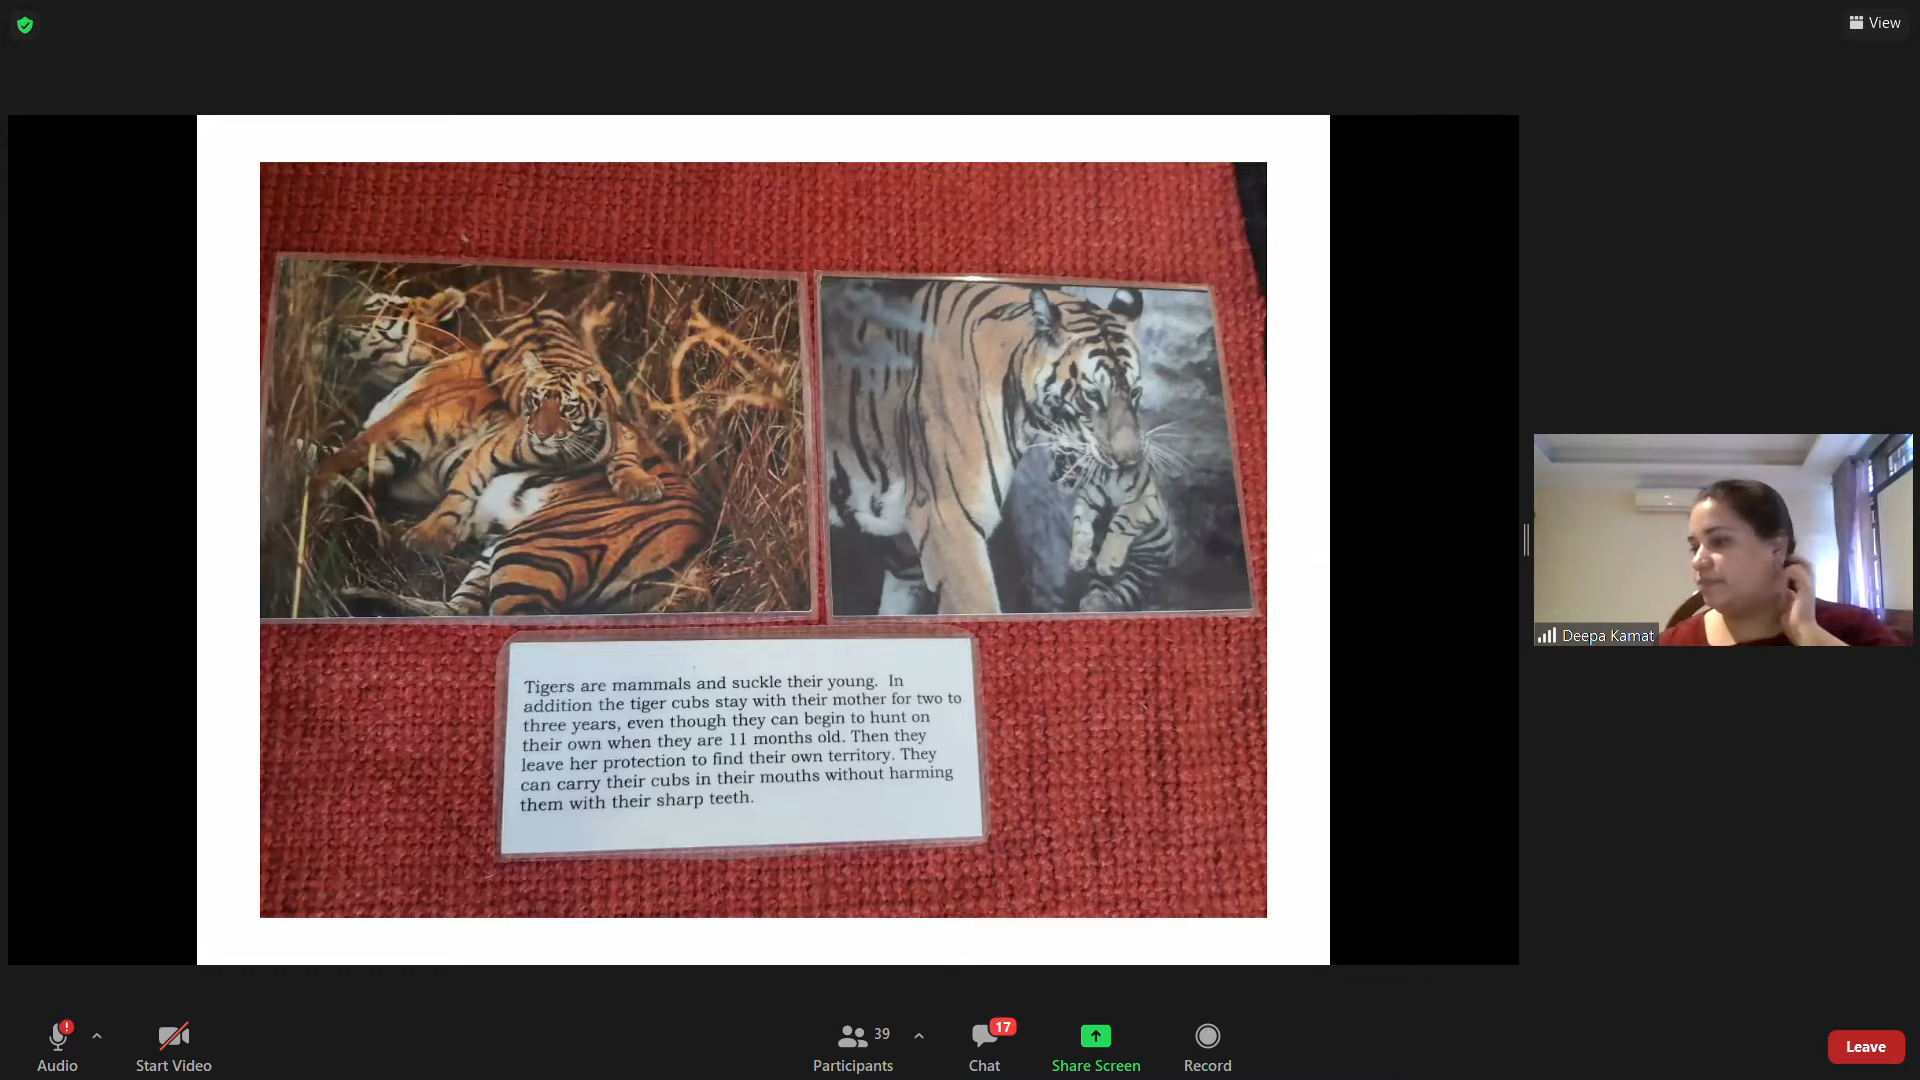 View
Tigers are mammals and suckle their young. In
addition the tiger cubs stay with their mother for two to
three years, even though they can begin to hunt on
their own when they are 11 months old. Then they
leave her protection to find their own territory. They
can carry their cubs in their mouths without harming
them with their sharp teeth.
Deepa Kamat
Audio
Start Video
39
Participants
17
Chat
Share Screen
Record
Leave